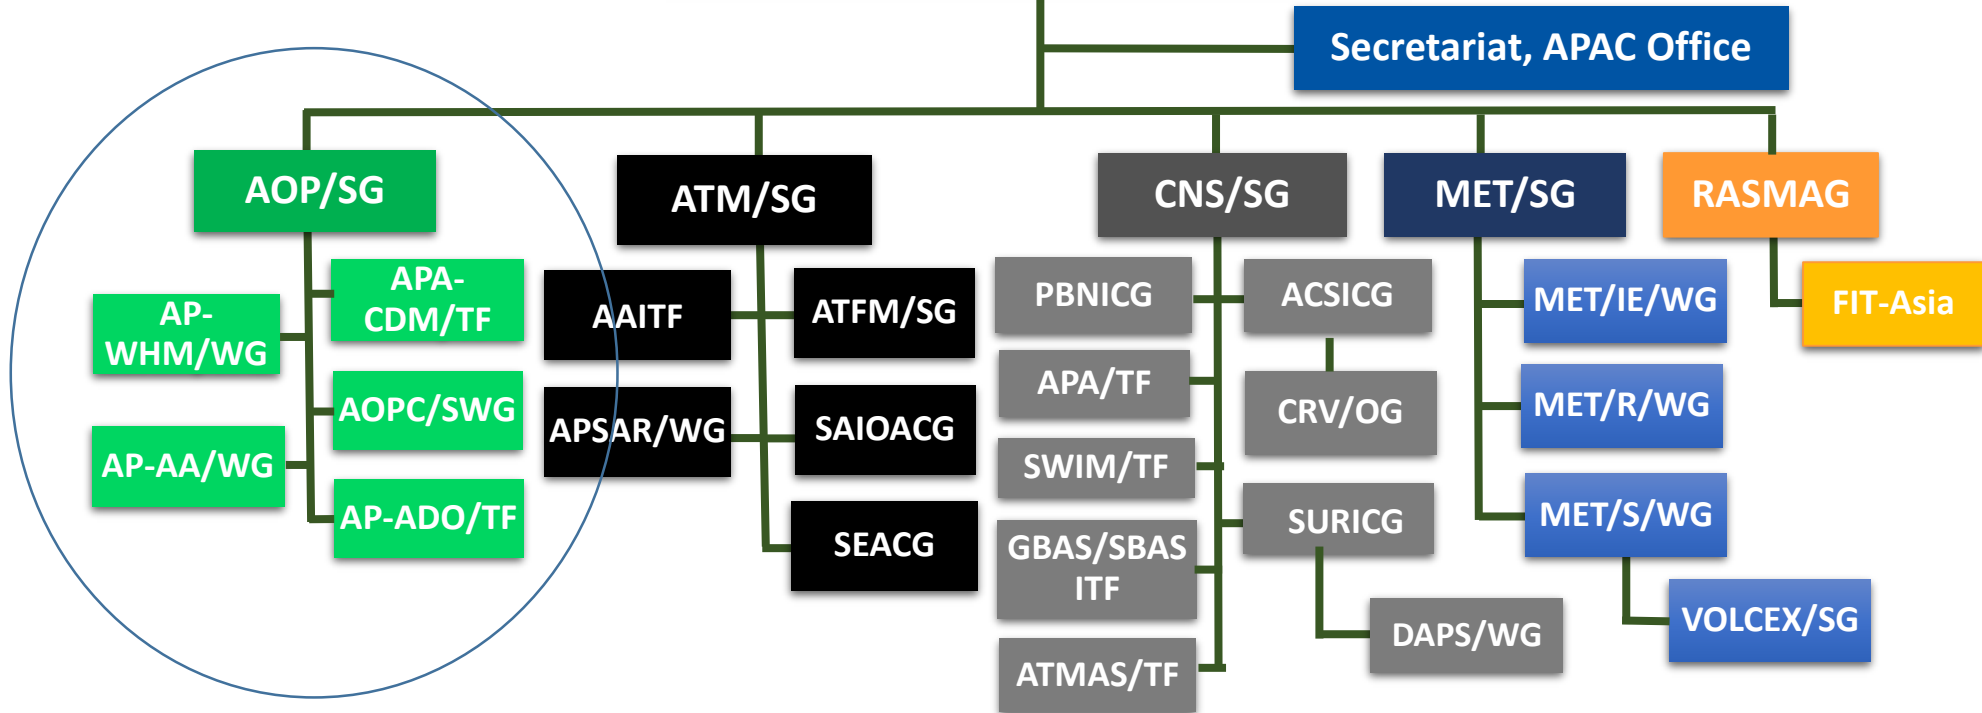 Secretariat, APAC Office
AOP/SG
ATM/SG
CNS/SG
MET/SG
RASMAG
AP-
WHM/WG
APA-
CDM/TF
AOPC/SWG
AP-AA/WG
AP-ADO/TF
AAITF
ATFM/SG
APSAR/WG
SAIOACG
SEACG
PBNICG
ACSICG
APA/TF
CRV/OG
SWIM/TF
SURICG
GBAS/SBAS
ITF
DAPS/WG
ATMAS/TF
MET/IE/WG
MET/R/WG
MET/S/WG
VOLCEX/SG
FIT-Asia